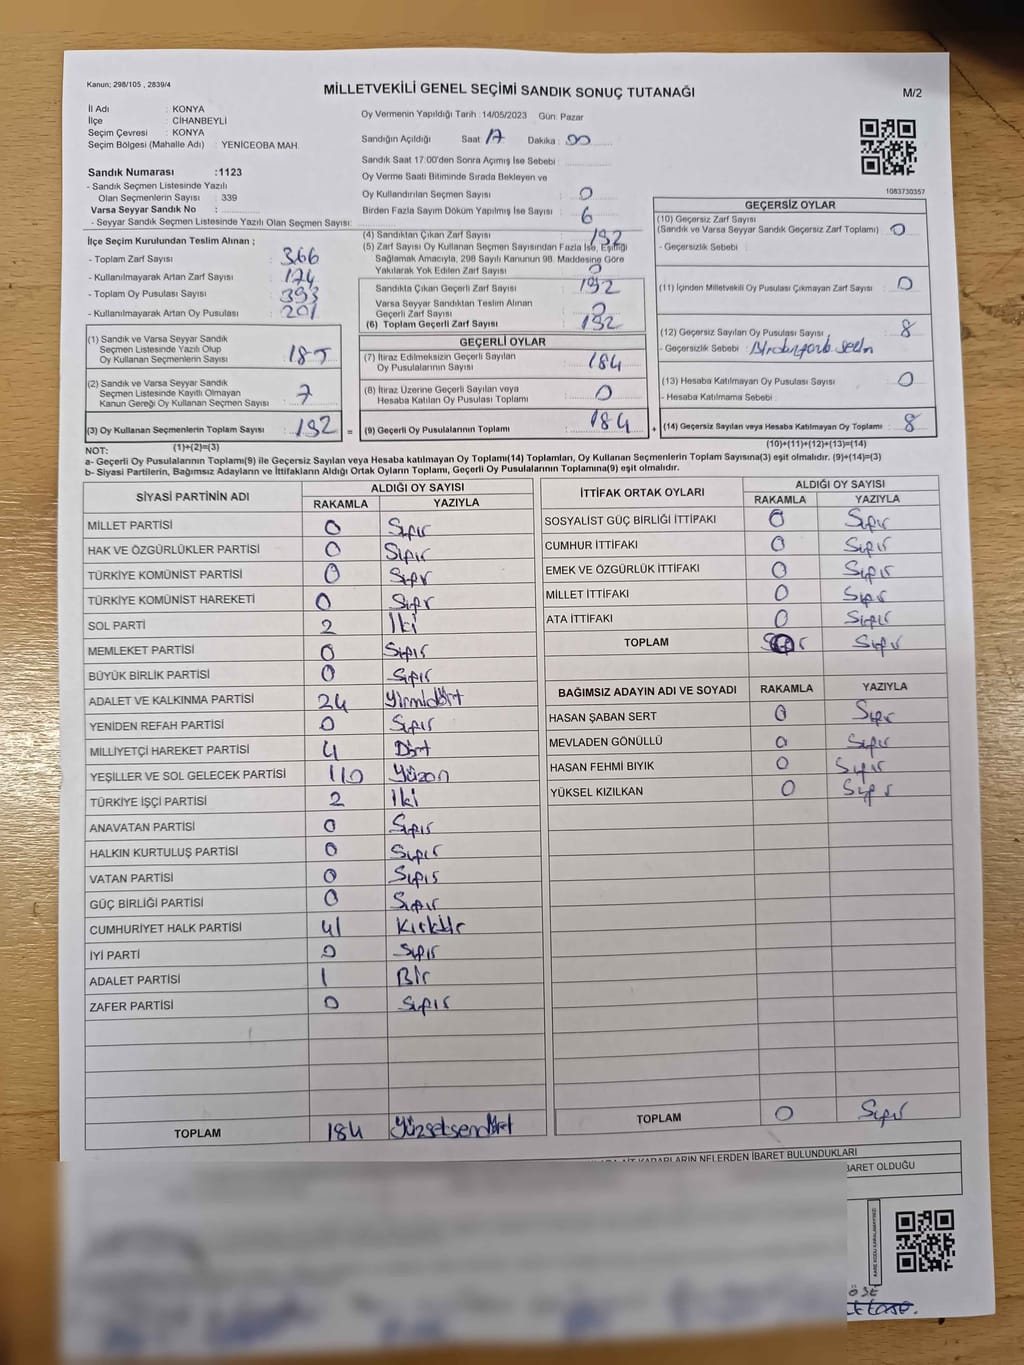 Kanun; 298/105 , 2839/4
MİLLETVEKİLİ GENEL SEÇİMİ SANDIK SONUÇ TUTANAĞI
M/2
İl Adı : KONYA
İlçe : CİHANBEYLİ
Seçim Çevresi : KONYA
Seçim Bölgesi (Mahalle Adı) : YENİCEOBA MAH.
Sandık Numarası :1123
- Sandık Seçmen Listesinde Yazılı
Olan Seçmenlerin Sayısı : 339
Varsa Seyyar Sandık No :
- Seyyar Sandık Seçmen Listesinde Yazılı Olan Seçmen Sayısı:
İlçe Seçim Kurulundan Teslim Alınan ;
- Toplam Zarf Sayısı : 366
- Kullanılmayarak Artan Zarf Sayısı : 174
- Toplam Oy Pusulası Sayısı : 393
- Kullanılmayarak Artan Oy Pusulası : 201
(1) Sandık ve Varsa Seyyar Sandık
Seçmen Listesinde Yazılı Olup
Oy Kullanan Seçmenlerin Sayısı : 185
(2) Sandık ve Varsa Seyyar Sandık
Seçmen Listesinde Kayıtlı Olmayan
Kanun Gereği Oy Kullanan Seçmen Sayısı : 7
(3) Oy Kullanan Seçmenlerin Toplam Sayısı : 192 =
(1)+(2)=(3)
Oy Vermenin Yapıldığı Tarih : 14/05/2023 Gün: Pazar
Sandığın Açıldığı Saat : 17 Dakika : 00
Sandık Saat 17:00'den Sonra Açımış İse Sebebi :
Oy Verme Saati Bitiminde Sırada Bekleyen ve
Oy Kullandırılan Seçmen Sayısı : 0
Birden Fazla Sayım Döküm Yapılmış İse Sayısı : 6
(4) Sandıktan Çıkan Zarf Sayısı : 192
(5) Zarf Sayısı Oy Kullanan Seçmen Sayısından Fazla İse, Eşitliği
Sağlamak Amacıyla, 298 Sayılı Kanunun 98. Maddesine Göre
Yakılarak Yok Edilen Zarf Sayısı : 0
Sandıkta Çıkan Geçerli Zarf Sayısı : 192
Varsa Seyyar Sandıktan Teslim Alınan
Geçerli Zarf Sayısı : 0
(6) Toplam Geçerli Zarf Sayısı : 192
GEÇERLİ OYLAR
(7) İtiraz Edilmeksizin Geçerli Sayılan
Oy Pusulalarının Sayısı : 184
(8) İtiraz Üzerine Geçerli Sayılan veya
Hesaba Katılan Oy Pusulası Toplamı : 0
(9) Geçerli Oy Pusulalarının Toplamı : 184 +
1083730357
GEÇERSİZ OYLAR
(10) Geçersiz Zarf Sayısı
(Sandık ve Varsa Seyyar Sandık Geçersiz Zarf Toplamı) : 0
- Geçersizlik Sebebi :
(11) İçinden Milletvekili Oy Pusulası Çıkmayan Zarf Sayısı : 0
(12) Geçersiz Sayılan Oy Pusulası Sayısı : 8
- Geçersizlik Sebebi :
(13) Hesaba Katılmayan Oy Pusulası Sayısı : 0
- Hesaba Katılmama Sebebi :
(14) Geçersiz Sayılan veya Hesaba Katılmayan Oy Toplamı : 8
(10)+(11)+(12)+(13)=(14)
NOT:
a- Geçerli Oy Pusulalarının Toplamı(9) ile Geçersiz Sayılan veya Hesaba katılmayan Oy Toplamı(14) Toplamları, Oy Kullanan Seçmenlerin Toplam Sayısına(3) eşit olmalıdır. (9)+(14)=(3)
b- Siyasi Partilerin, Bağımsız Adayların ve İttifakların Aldığı Ortak Oyların Toplamı, Geçerli Oy Pusulalarının Toplamına(9) eşit olmalıdır.
SİYASİ PARTİNİN ADI ALDIĞI OY SAYISI
RAKAMLA YAZIYLA
MİLLET PARTİSİ 0 Sıfır
HAK VE ÖZGÜRLÜKLER PARTİSİ 0 Sıfır
TÜRKİYE KOMÜNİST PARTİSİ 0 Sıfır
TÜRKİYE KOMÜNİST HAREKETİ 0 Sıfır
SOL PARTİ 2 İki
MEMLEKET PARTİSİ 0 Sıfır
BÜYÜK BİRLİK PARTİSİ 0 Sıfır
ADALET VE KALKINMA PARTİSİ 24 Yirmidört
YENİDEN REFAH PARTİSİ 0 Sıfır
MİLLİYETÇİ HAREKET PARTİSİ 4 Dört
YEŞİLLER VE SOL GELECEK PARTİSİ 110 Yüzon
TÜRKİYE İŞÇİ PARTİSİ 2 İki
ANAVATAN PARTİSİ 0 Sıfır
HALKIN KURTULUŞ PARTİSİ 0 Sıfır
VATAN PARTİSİ 0 Sıfır
GÜÇ BİRLİĞİ PARTİSİ 0 Sıfır
CUMHURİYET HALK PARTİSİ 41 Kırkbir
İYİ PARTİ 0 Sıfır
ADALET PARTİSİ 1 Bir
ZAFER PARTİSİ 0 Sıfır
TOPLAM 184 Yüzseksendört
İTTİFAK ORTAK OYLARI ALDIĞI OY SAYISI
RAKAMLA YAZIYLA
SOSYALİST GÜÇ BİRLİĞİ İTTİFAKI 0 Sıfır
CUMHUR İTTİFAKI 0 Sıfır
EMEK VE ÖZGÜRLÜK İTTİFAKI 0 Sıfır
MİLLET İTTİFAKI 0 Sıfır
ATA İTTİFAKI 0 Sıfır
TOPLAM 0 Sıfır
BAĞIMSIZ ADAYIN ADI VE SOYADI RAKAMLA YAZIYLA
HASAN ŞABAN SERT 0 Sıfır
MEVLADEN GÖNÜLLÜ 0 Sıfır
HASAN FEHMİ BIYIK 0 Sıfır
YÜKSEL KIZILKAN 0 Sıfır
TOPLAM 0 Sıfır
KARARLARIN NELERDEN İBARET BULUNDUKLARI
BARET OLDUĞU